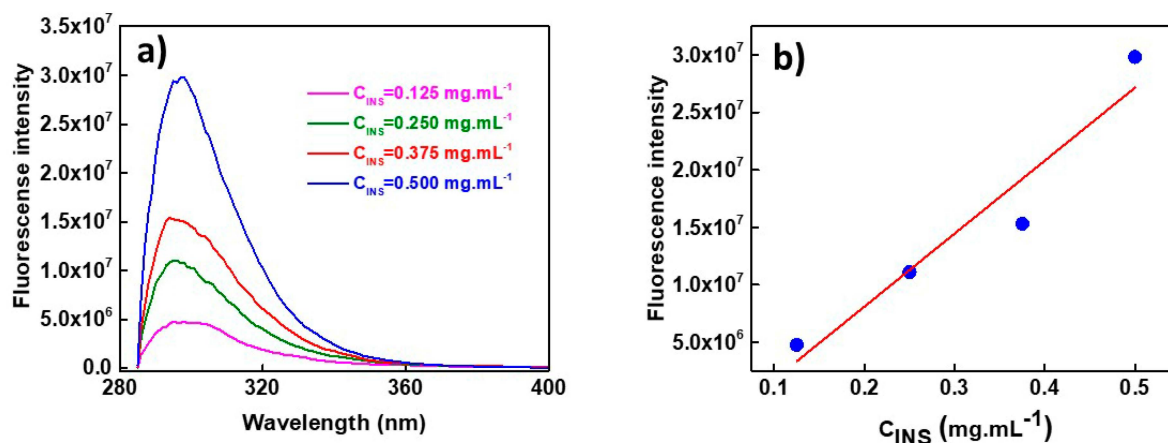 a)
Fluorescense intensity
3.5x10⁷
3.0x10⁷
2.5x10⁷
2.0x10⁷
1.5x10⁷
1.0x10⁷
5.0x10⁶
0.0
C_INS=0.125 mg.mL⁻¹
C_INS=0.250 mg.mL⁻¹
C_INS=0.375 mg.mL⁻¹
C_INS=0.500 mg.mL⁻¹
280 320 360 400
Wavelength (nm)
b)
Fluorescence intensity
3.0x10⁷
2.5x10⁷
2.0x10⁷
1.5x10⁷
1.0x10⁷
5.0x10⁶
0.1 0.2 0.3 0.4 0.5
C_INS (mg.mL⁻¹)